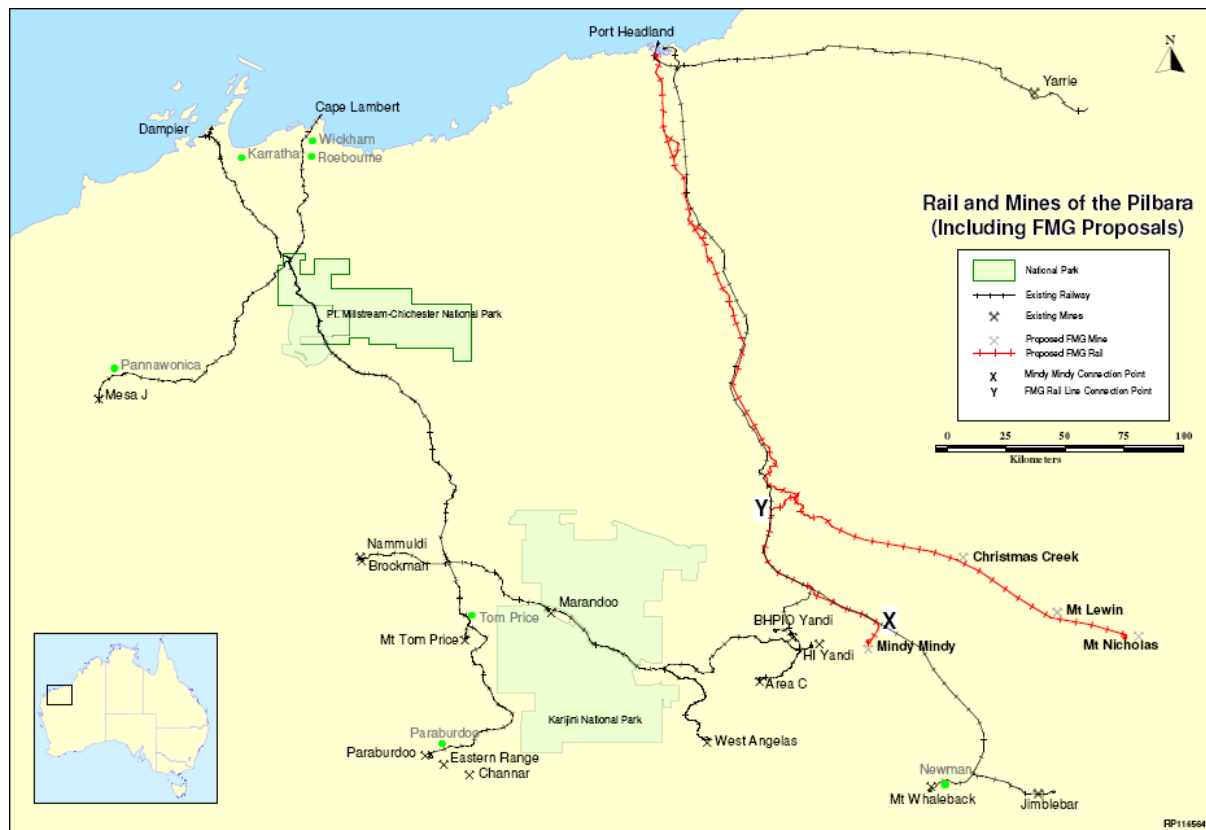 Port Headland
N
Yarrie
Cape Lambert
Dampier
Wickham
Karratha
Roebourne
Rail and Mines of the Pilbara
(Including FMG Proposals)
National Park
Existing Railway
Existing Mines
Proposed FMG Mine
Proposed FMG Rail
X Mindy Mindy Connection Point
Y FMG Rail Line Connection Point
0 25 50 75 100
Kilometers
Pt. Millstream-Chichester National Park
Pannawonica
Mesa J
Y
Nammuldi
Brockman
Christmas Creek
Marandoo
Tom Price
Mt Lewin
BHPIO Yandi
X
Mt Tom Price
HI Yandi
Mindy Mindy
Mt Nicholas
Area C
Karijini National Park
Paraburdoo
West Angelas
Paraburdoo
Eastern Range
Channar
Newman
Mt Whaleback
Jimblebar
RP116564